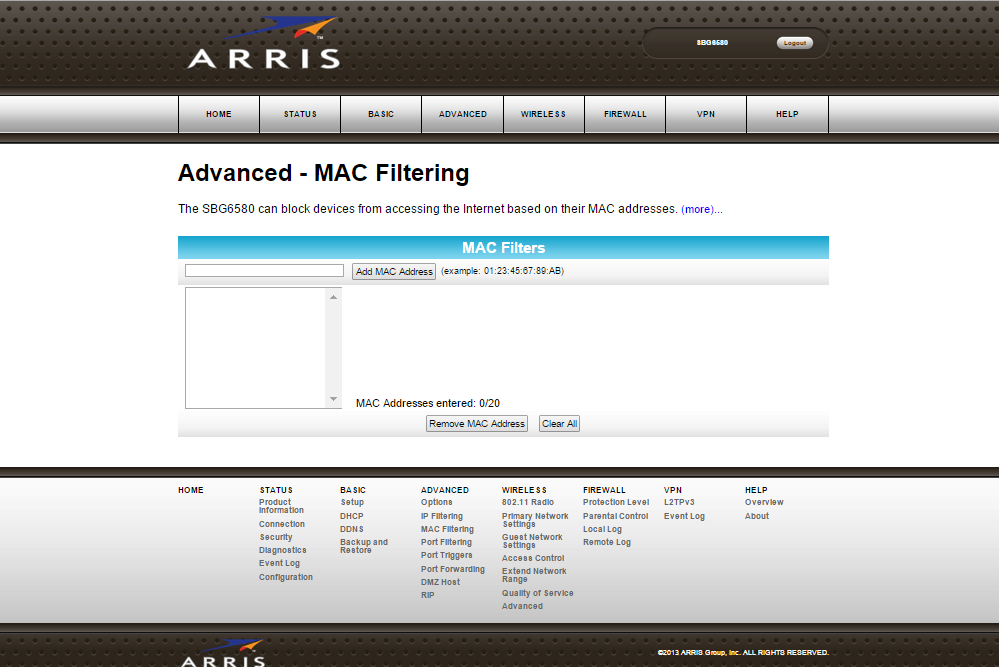 ARRIS™
SBG6580 Logout
HOME STATUS BASIC ADVANCED WIRELESS FIREWALL VPN HELP
Advanced - MAC Filtering
The SBG6580 can block devices from accessing the Internet based on their MAC addresses. (more)...
MAC Filters
Add MAC Address (example: 01:23:45:67:89:AB)
MAC Addresses entered: 0/20
Remove MAC Address Clear All
HOME
STATUS
Product
Information
Connection
Security
Diagnostics
Event Log
Configuration
BASIC
Setup
DHCP
DDNS
Backup and
Restore
ADVANCED
Options
IP Filtering
MAC Filtering
Port Filtering
Port Triggers
Port Forwarding
DMZ Host
RIP
WIRELESS
802.11 Radio
Primary Network
Settings
Guest Network
Settings
Access Control
Extend Network
Range
Quality of Service
Advanced
FIREWALL
Protection Level
Parental Control
Local Log
Remote Log
VPN
L2TPv3
Event Log
HELP
Overview
About
ARRIS
©2013 ARRIS Group, Inc. ALL RIGHTS RESERVED.